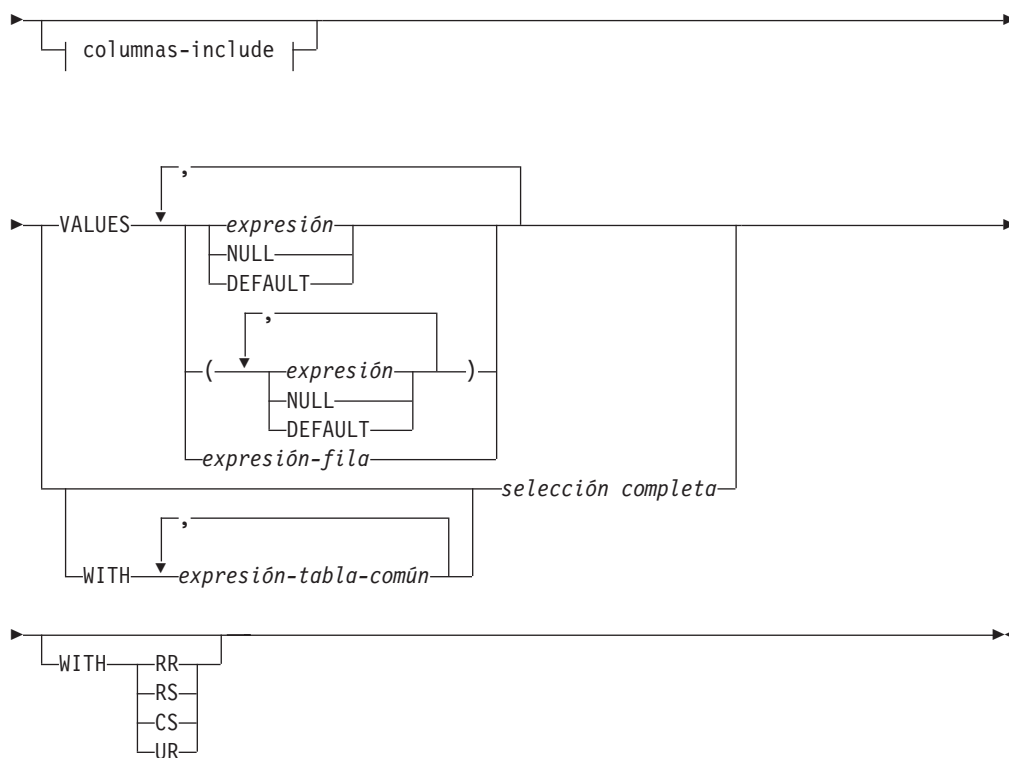 columnas-include
,
VALUES expresión
NULL
DEFAULT
,
( expresión )
NULL
DEFAULT
expresión-fila
selección completa
,
WITH expresión-tabla-común
WITH RR
RS
CS
UR